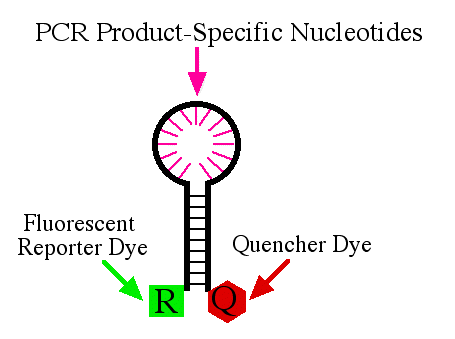 PCR Product-Specific Nucleotides
Fluorescent
Reporter Dye
Quencher Dye
R
Q